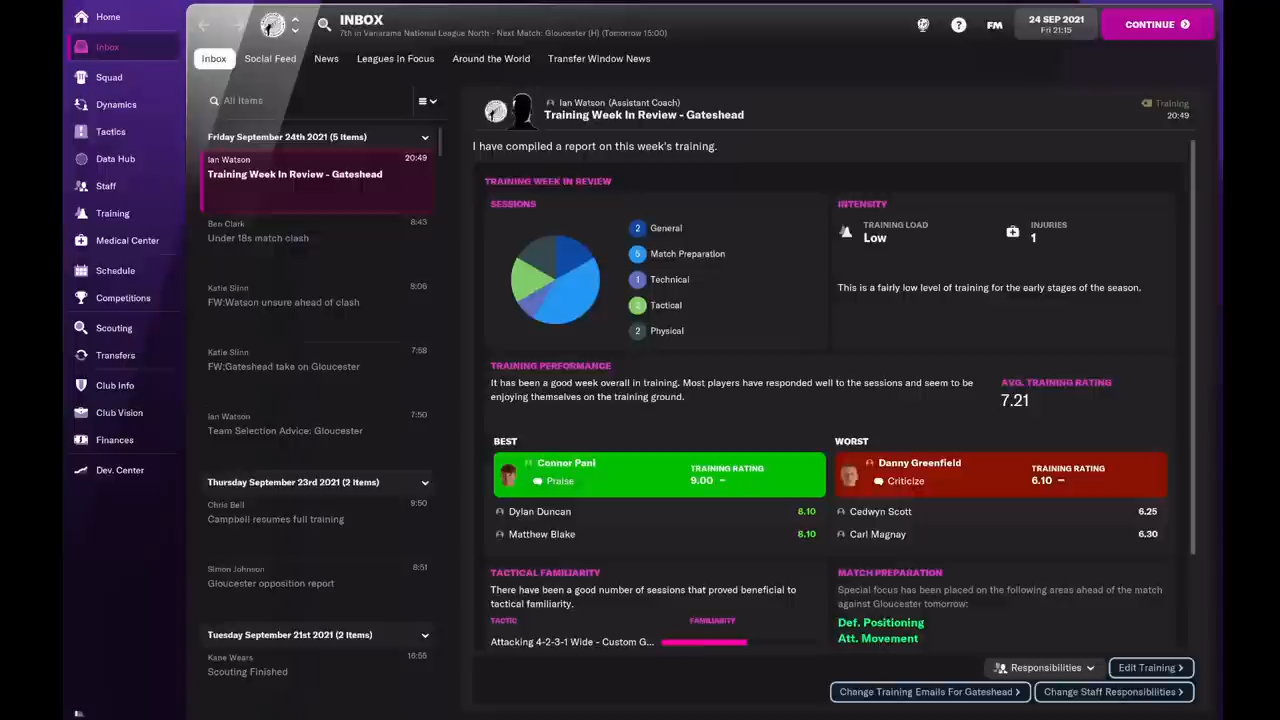 Home
Inbox
Squad
Dynamics
Tactics
Data Hub
Staff
Training
Medical Center
Schedule
Competitions
Scouting
Transfers
Club Info
Club Vision
Finances
Dev. Center
INBOX
7th in Vanarama National League North - Next Match: Gloucester (H) (Tomorrow 15:00)
FM
24 SEP 2021
Fri 21:15
CONTINUE
Inbox
Social Feed
News
Leagues in Focus
Around the World
Transfer Window News
All Items
Friday September 24th 2021 (5 Items)
Ian Watson 20:49
Training Week In Review - Gateshead
Ben Clark 8:43
Under 18s match clash
Katie Slinn 8:06
FW:Watson unsure ahead of clash
Katie Slinn 7:58
FW:Gateshead take on Gloucester
Ian Watson 7:50
Team Selection Advice: Gloucester
Thursday September 23rd 2021 (2 Items)
Chris Bell 9:50
Campbell resumes full training
Simon Johnson 8:51
Gloucester opposition report
Tuesday September 21st 2021 (2 Items)
Kane Wears 16:55
Scouting Finished
Ian Watson (Assistant Coach)
Training Week In Review - Gateshead
Training
20:49
I have compiled a report on this week's training.
TRAINING WEEK IN REVIEW
SESSIONS
2 General
5 Match Preparation
1 Technical
2 Tactical
2 Physical
INTENSITY
TRAINING LOAD
Low
INJURIES
1
This is a fairly low level of training for the early stages of the season.
TRAINING PERFORMANCE
It has been a good week overall in training. Most players have responded well to the sessions and seem to be
enjoying themselves on the training ground.
AVG. TRAINING RATING
7.21
BEST
Connor Pani
Praise
TRAINING RATING
9.00 -
Dylan Duncan 8.10
Matthew Blake 8.10
WORST
Danny Greenfield
Criticize
TRAINING RATING
6.10 -
Cedwyn Scott 6.25
Carl Magnay 6.30
TACTICAL FAMILIARITY
There have been a good number of sessions that proved beneficial to
tactical familiarity.
TACTIC FAMILIARITY
Attacking 4-2-3-1 Wide - Custom G...
MATCH PREPARATION
Special focus has been placed on the following areas ahead of the match
against Gloucester tomorrow:
Def. Positioning
Att. Movement
Responsibilities
Edit Training >
Change Training Emails For Gateshead >
Change Staff Responsibilities >